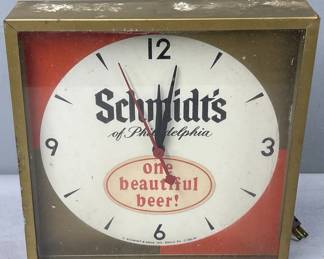 12
Schmidt's
of Philadelphia
9
3
one
beautiful
beer!
6